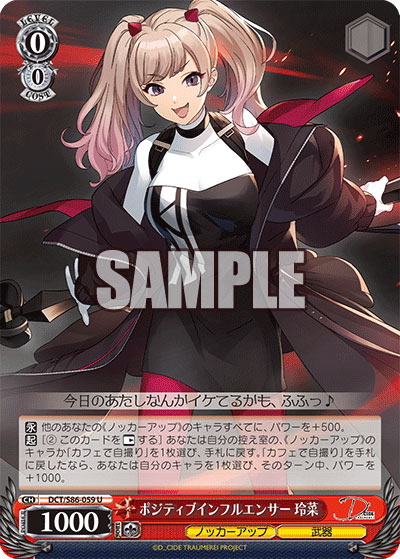 LEVEL
0
0
COST
SAMPLE
今日のあたしなんかイケてるかも、ふふっ♪
永 他のあなたの《ノッカーアップ》のキャラすべてに、パワーを+500。
起 [② このカードを する] あなたは自分の控え室の、《ノッカーアップ》の
キャラか「カフェで自撮り」を1枚選び、手札に戻す。「カフェで自撮り」を手札
に戻したなら、あなたは自分のキャラを1枚選び、そのターン中、パワーを
+1000。
CH DCT/S86-059 U
ポジティブインフルエンサー 玲菜
1000
ノッカーアップ 武器
©D_CIDE TRAUMEREI PROJECT